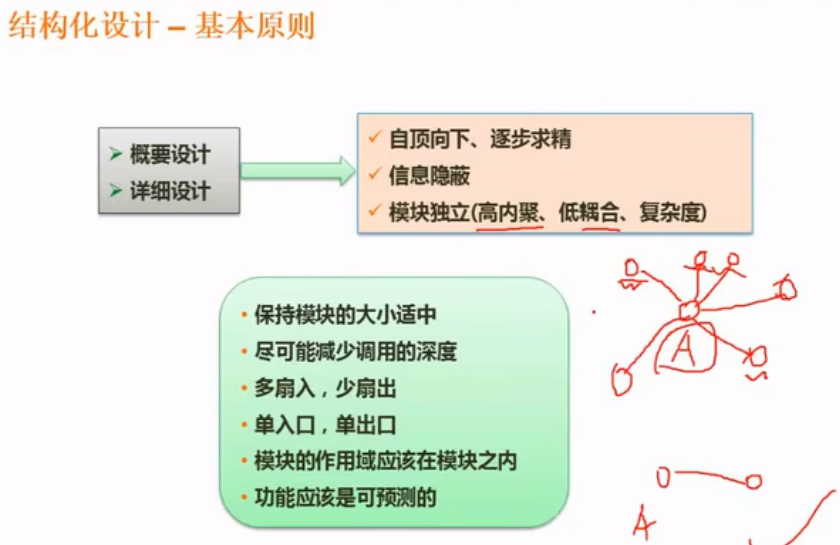 结构化设计 – 基本原则
概要设计
详细设计
自顶向下、逐步求精
信息隐蔽
模块独立(高内聚、低耦合、复杂度)
保持模块的大小适中
尽可能减少调用的深度
多扇入，少扇出
单入口，单出口
模块的作用域应该在模块之内
功能应该是可预测的
A
A